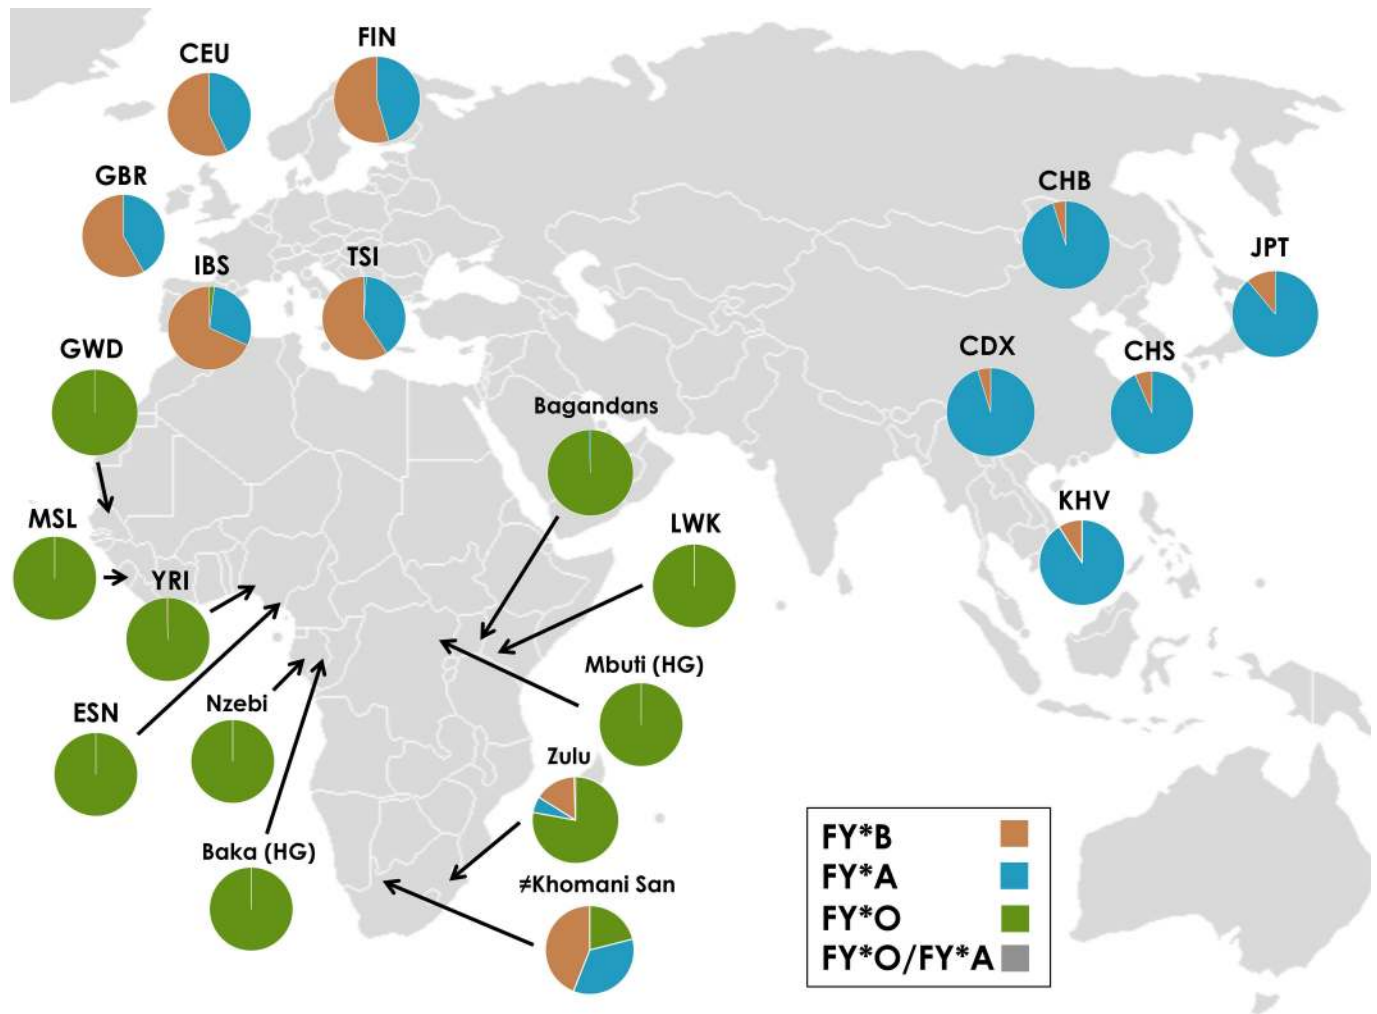 FIN
CEU
GBR
CHB
JPT
IBS
TSI
GWD
CDX
CHS
Bagandans
KHV
MSL
LWK
YRI
Mbuti (HG)
Nzebi
ESN
Zulu
Baka (HG)
≠Khomani San
FY*B
FY*A
FY*O
FY*O/FY*A